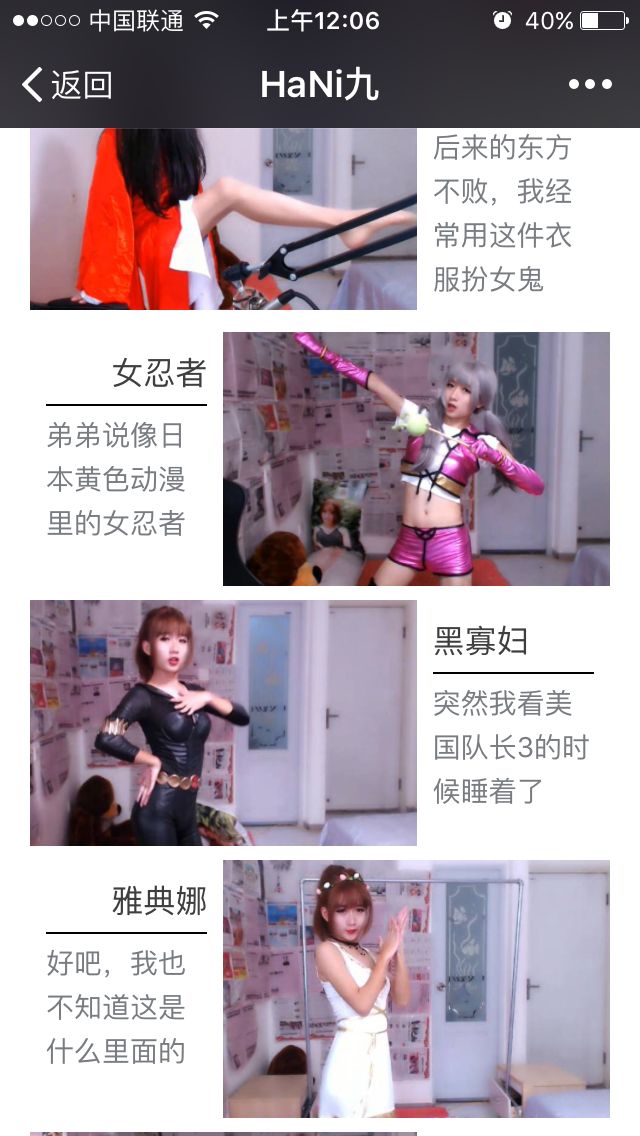 中国联通 上午12:06 40%
返回 HaNi九
后来的东方
不败，我经
常用这件衣
服扮女鬼
女忍者
弟弟说像日
本黄色动漫
里的女忍者
黑寡妇
突然我看美
国队长3的时
候睡着了
雅典娜
好吧，我也
不知道这是
什么里面的